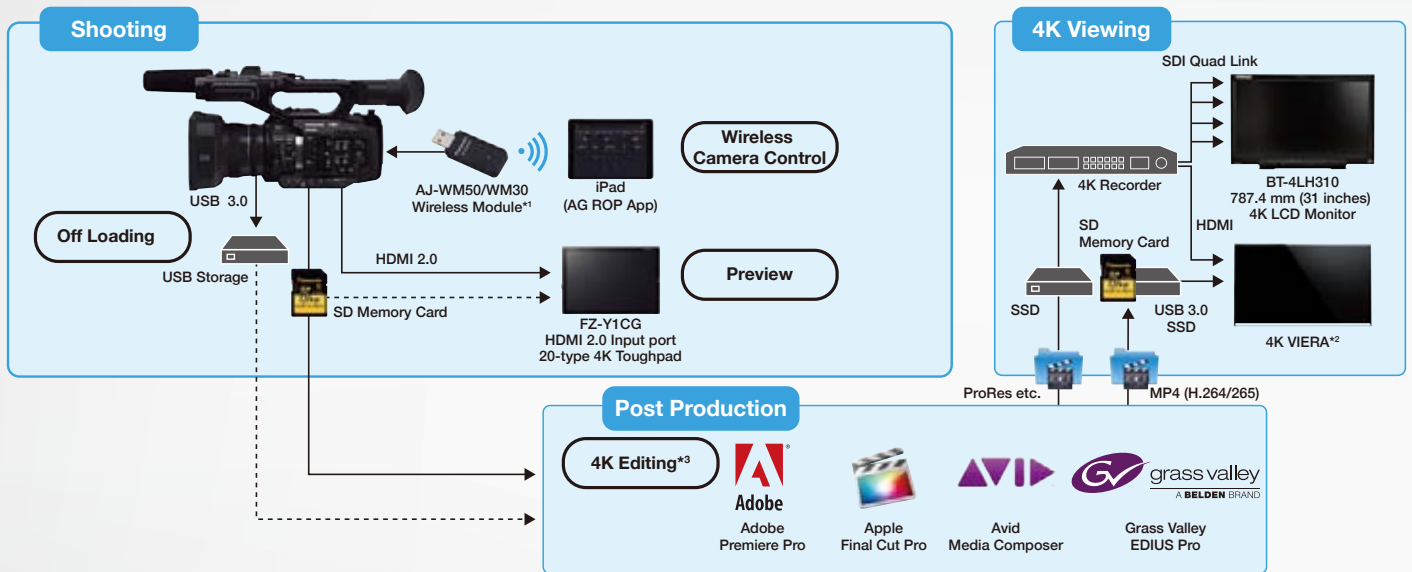 Shooting
USB 3.0
AJ-WM50/WM30
Wireless Module*1
iPad
(AG ROP App)
Wireless
Camera Control
Off Loading
USB Storage
HDMI 2.0
SD Memory Card
FZ-Y1CG
HDMI 2.0 Input port
20-type 4K Toughpad
Preview
4K Viewing
SDI Quad Link
4K Recorder
BT-4LH310
787.4 mm (31 inches)
4K LCD Monitor
HDMI
SD
Memory Card
SSD
USB 3.0
SSD
4K VIERA*2
ProRes etc.
MP4 (H.264/265)
Post Production
4K Editing*3
Adobe
Adobe
Premiere Pro
Apple
Final Cut Pro
AVID
Avid
Media Composer
GV
grass valley
A BELDEN BRAND
Grass Valley
EDIUS Pro